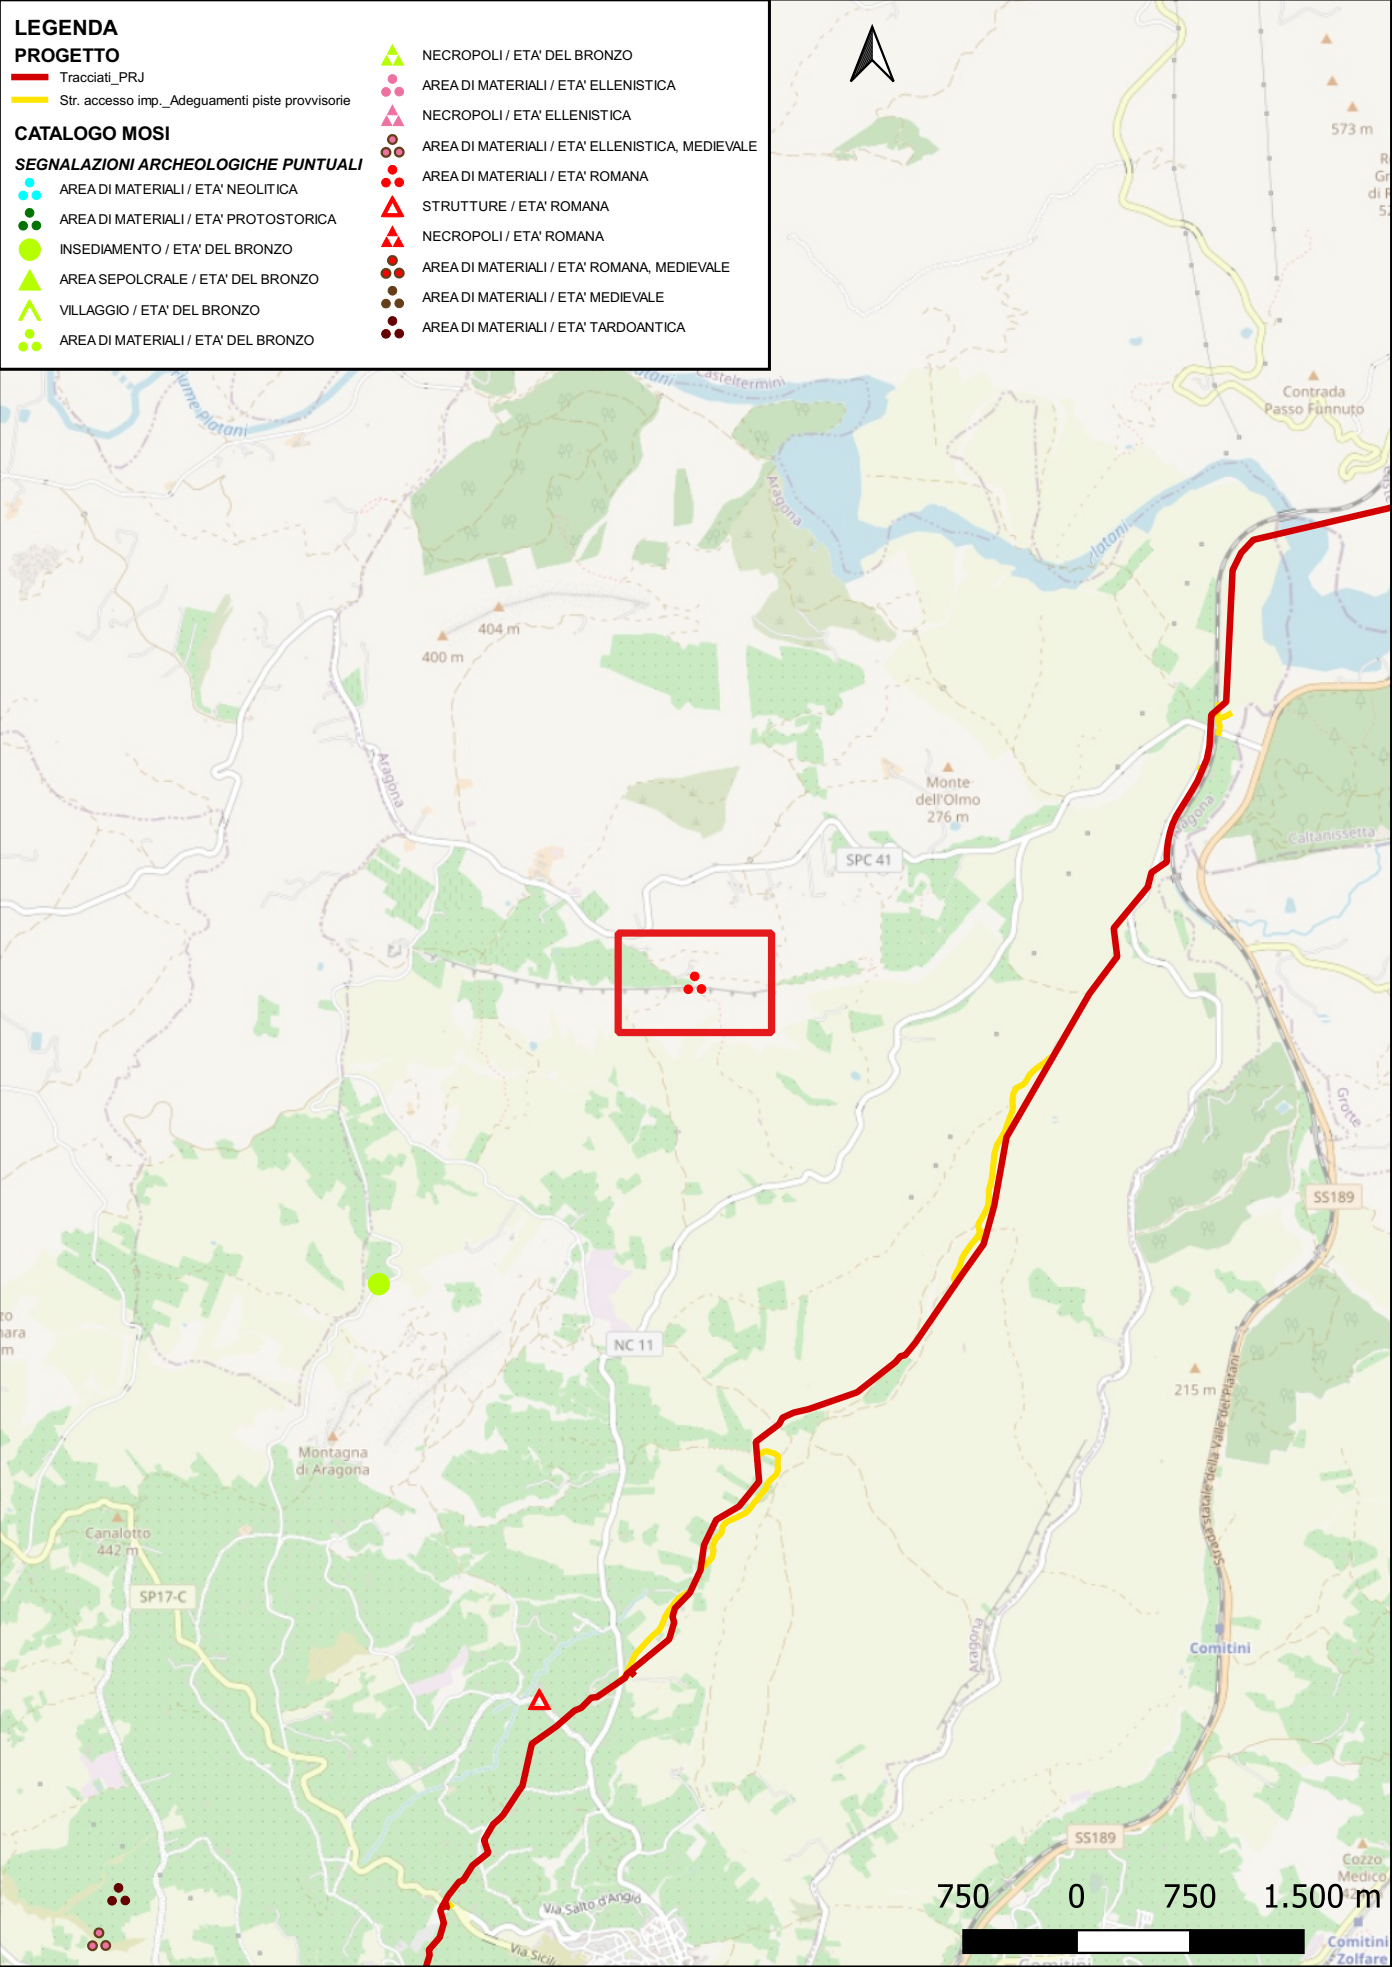 LEGENDA
PROGETTO
Tracciati_PRJ
Str. accesso imp._Adeguamenti piste provvisorie
CATALOGO MOSI
SEGNALAZIONI ARCHEOLOGICHE PUNTUALI
AREA DI MATERIALI / ETA' NEOLITICA
AREA DI MATERIALI / ETA' PROTOSTORICA
INSEDIAMENTO / ETA' DEL BRONZO
AREA SEPOLCRALE / ETA' DEL BRONZO
VILLAGGIO / ETA' DEL BRONZO
AREA DI MATERIALI / ETA' DEL BRONZO
NECROPOLI / ETA' DEL BRONZO
AREA DI MATERIALI / ETA' ELLENISTICA
NECROPOLI / ETA' ELLENISTICA
AREA DI MATERIALI / ETA' ELLENISTICA, MEDIEVALE
AREA DI MATERIALI / ETA' ROMANA
STRUTTURE / ETA' ROMANA
NECROPOLI / ETA' ROMANA
AREA DI MATERIALI / ETA' ROMANA, MEDIEVALE
AREA DI MATERIALI / ETA' MEDIEVALE
AREA DI MATERIALI / ETA' TARDOANTICA
573 m
Contrada
Passo Funnuto
Casteltermini
Fiume Platani
Aragona
Platani
404 m
400 m
Aragona
Monte
dell'Olmo
276 m
Aragona
Caltanissetta
SPC 41
Grotte
SS189
NC 11
215 m
Strada statale della Valle del Platani
Montagna
di Aragona
Canalotto
442 m
SP17-C
Aragona
Comitini
SS189
Cozzo
Medico
Via Salto d'Angiò
Via Sicilia
750 0 750 1.500 m
Comitini
Zolfare
Comitini